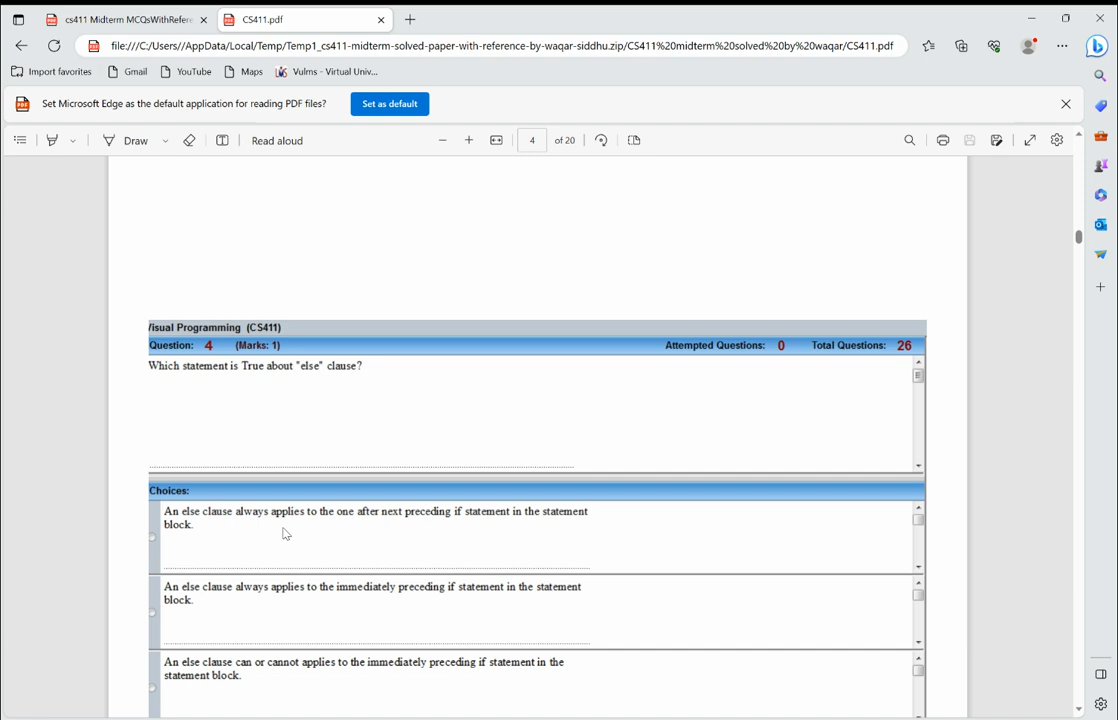 cs411 Midterm MCQsWithRefere
CS411.pdf
file:///C:/Users//AppData/Local/Temp/Temp1_cs411-midterm-solved-paper-with-reference-by-waqar-siddhu.zip/CS411%20midterm%20solved%20by%20waqar/CS411.pdf
Import favorites
Gmail
YouTube
Maps
Vulms - Virtual Univ...
Set Microsoft Edge as the default application for reading PDF files?
Set as default
Draw
Read aloud
4
of 20
Visual Programming (CS411)
Question: 4 (Marks: 1)
Attempted Questions: 0 Total Questions: 26
Which statement is True about "else" clause?
Choices:
An else clause always applies to the one after next preceding if statement in the statement
block.
An else clause always applies to the immediately preceding if statement in the statement
block.
An else clause can or cannot applies to the immediately preceding if statement in the
statement block.